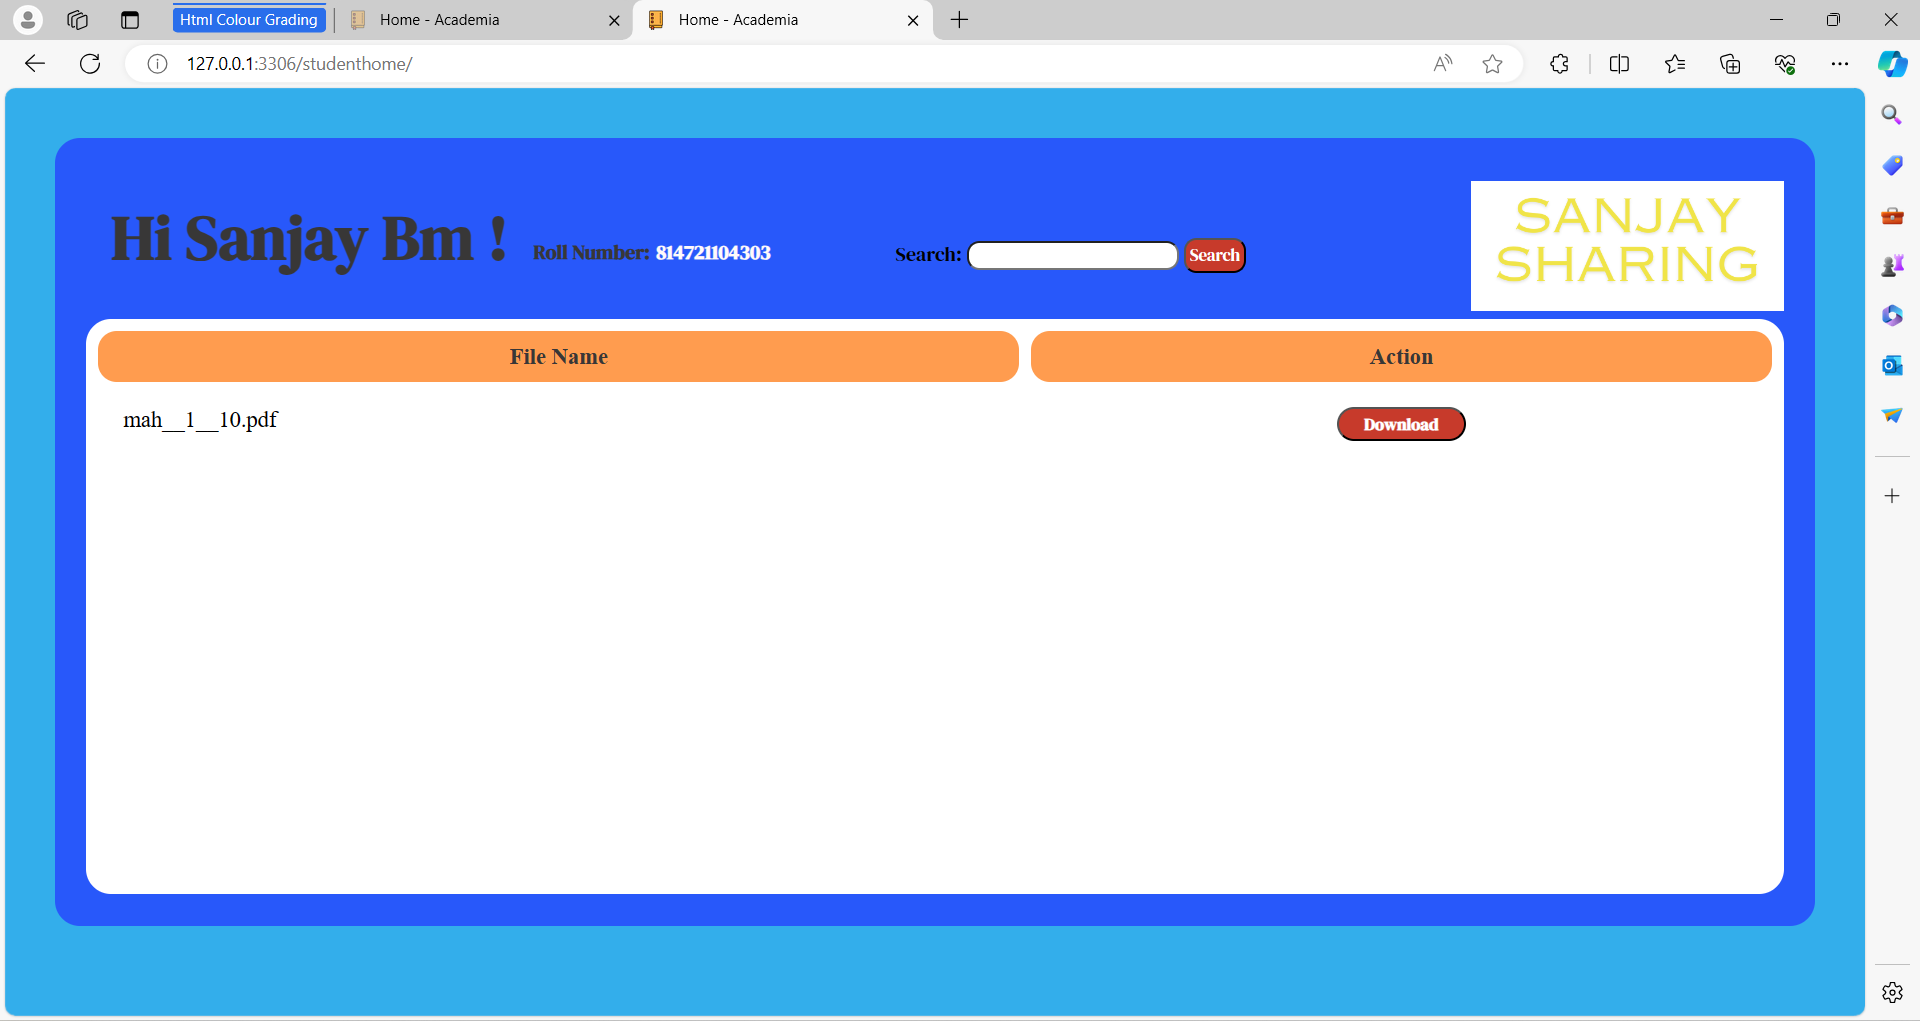 Html Colour Grading
Home - Academia
Home - Academia
127.0.0.1:3306/studenthome/
Hi Sanjay Bm !
Roll Number: 814721104303
Search:
Search
SANJAY
SHARING
File Name
Action
mah__1__10.pdf
Download